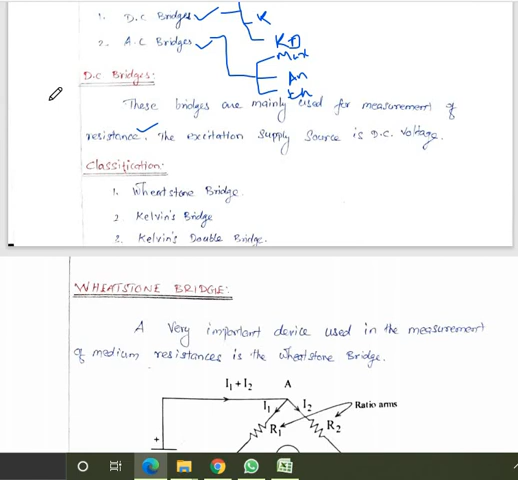 1. D.C Bridges
K
2. A.C Bridges
KD
Max
An
D.C Bridges:
These bridges are mainly used for measurement of
resistance. The excitation supply source is D.C. Voltage.
Classification:
1. Wheatstone Bridge.
2 Kelvin's Bridge
3. Kelvin's Double Bridge.
WHEATSTONE BRIDGE:
A Very important device used in the measurement
of medium resistances is the Wheatstone Bridge.
I₁ + I₂ A
I₁ I₂ Ratio arms
R₁ R₂
+